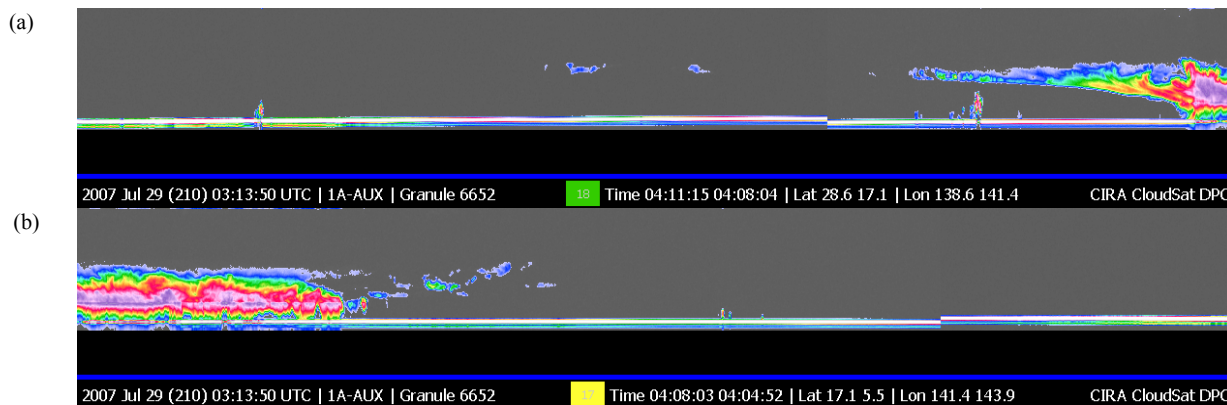 (a)
2007 Jul 29 (210) 03:13:50 UTC | 1A-AUX | Granule 6652 18 Time 04:11:15 04:08:04 | Lat 28.6 17.1 | Lon 138.6 141.4 CIRA CloudSat DPC
(b)
2007 Jul 29 (210) 03:13:50 UTC | 1A-AUX | Granule 6652 17 Time 04:08:03 04:04:52 | Lat 17.1 5.5 | Lon 141.4 143.9 CIRA CloudSat DPC